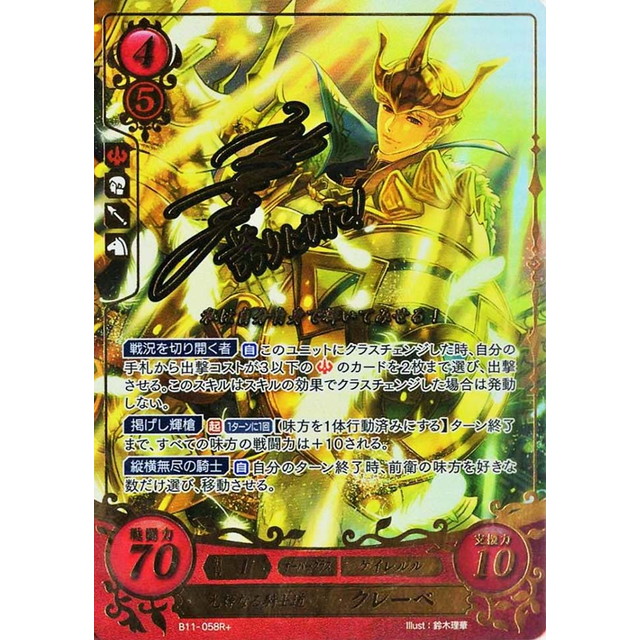 4
5
誇りに懸けて!
戦況を切り開く者 自 このユニットにクラスチェンジした時、自分の
手札から出撃コストが3以下の のカードを2枚まで選び、出撃
させる。このスキルはスキルの効果でクラスチェンジした場合は発動
しない。
掲げし輝槍 起 1ターンに1回【味方を1体行動済みにする】ターン終了
まで、すべての味方の戦闘力は+10される。
縦横無尽の騎士 自 自分のターン終了時、前衛の味方を好きな
数だけ選び、移動させる。
戦闘力
70
支援力
10
クレーベ
B11-058R+
Illust:鈴木理華